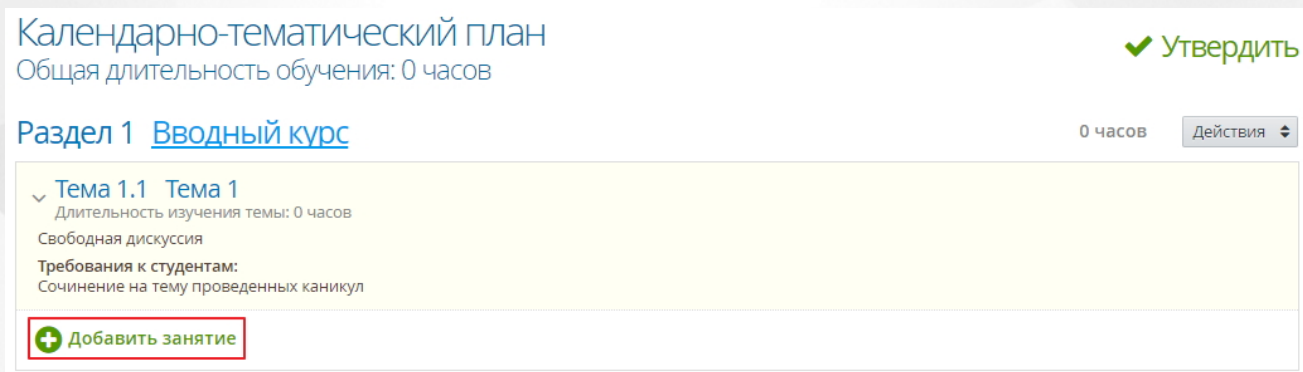 Календарно-тематический план
Утвердить
Общая длительность обучения: 0 часов
Раздел 1 Вводный курс
0 часов
Действия
Тема 1.1 Тема 1
Длительность изучения темы: 0 часов
Свободная дискуссия
Требования к студентам:
Сочинение на тему проведенных каникул
Добавить занятие